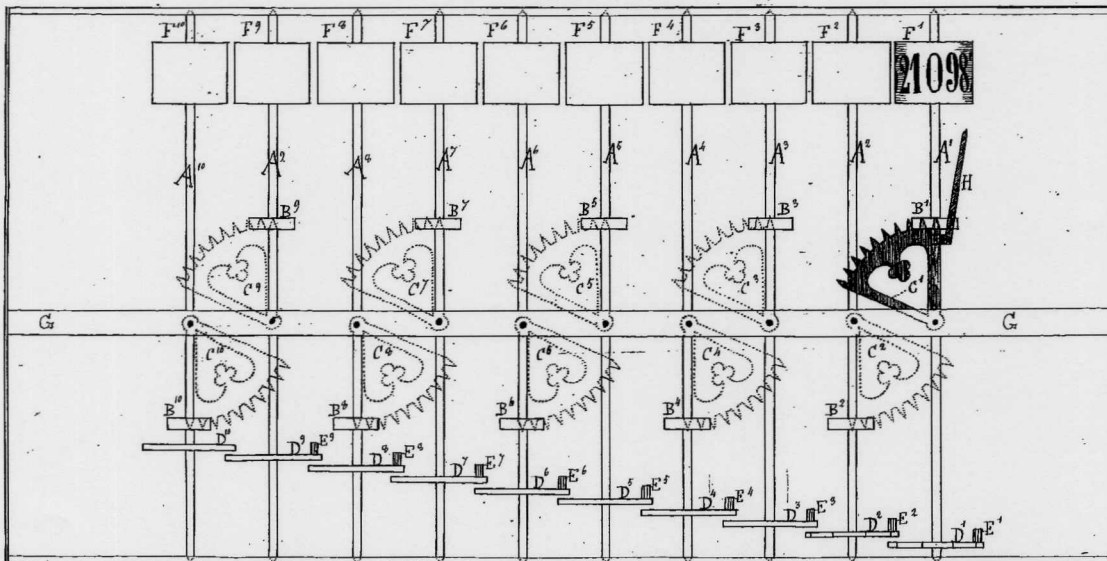 F¹⁰ F⁹ F⁸ F⁷ F⁶ F⁵ F⁴ F³ F² F¹
21098
A¹⁰ A⁹ A⁸ A⁷ A⁶ A⁵ A⁴ A³ A² A¹
H
B⁹ B⁷ B⁵ B³ B¹
C⁹ C⁷ C⁵ C³ C¹
G G
C¹⁰ C⁸ C⁶ C⁴ C²
B¹⁰ B⁸ B⁶ B⁴ B²
D¹⁰
D⁹ E⁹
D⁸ E⁸
D⁷ E⁷
D⁶ E⁶
D⁵ E⁵
D⁴ E⁴
D³ E³
D² E²
D¹ E¹